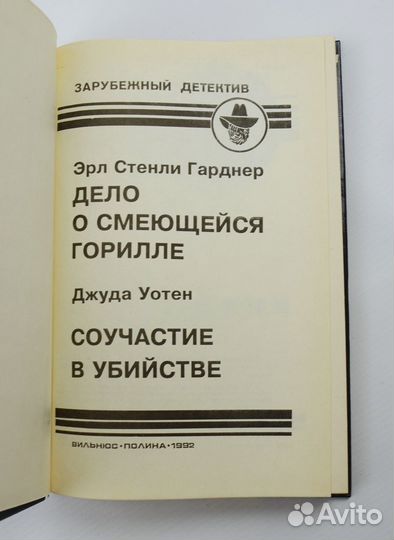 ЗАРУБЕЖНЫЙ ДЕТЕКТИВ
Эрл Стенли Гарднер
ДЕЛО
О СМЕЮЩЕЙСЯ
ГОРИЛЛЕ
Джуда Уотен
СОУЧАСТИЕ
В УБИЙСТВЕ
ВИЛЬНЮС • ПОЛИНА • 1992
Avito